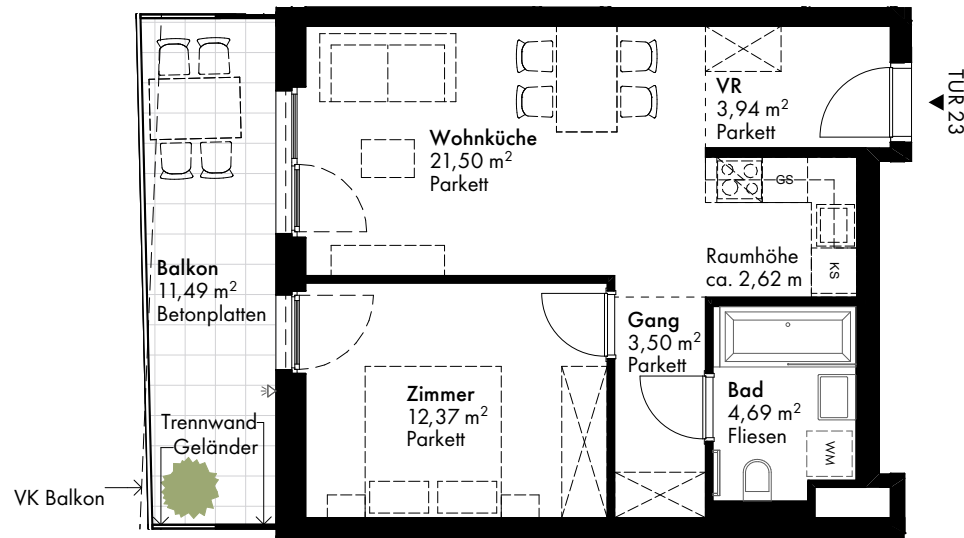 VR
3,94 m²
Parkett
TÜR 23
Wohnküche
21,50 m²
Parkett
GS
KS
Raumhöhe
ca. 2,62 m
Balkon
11,49 m²
Betonplatten
Gang
3,50 m²
Parkett
Zimmer
12,37 m²
Parkett
Bad
4,69 m²
Fliesen
WM
Trennwand
Geländer
VK Balkon